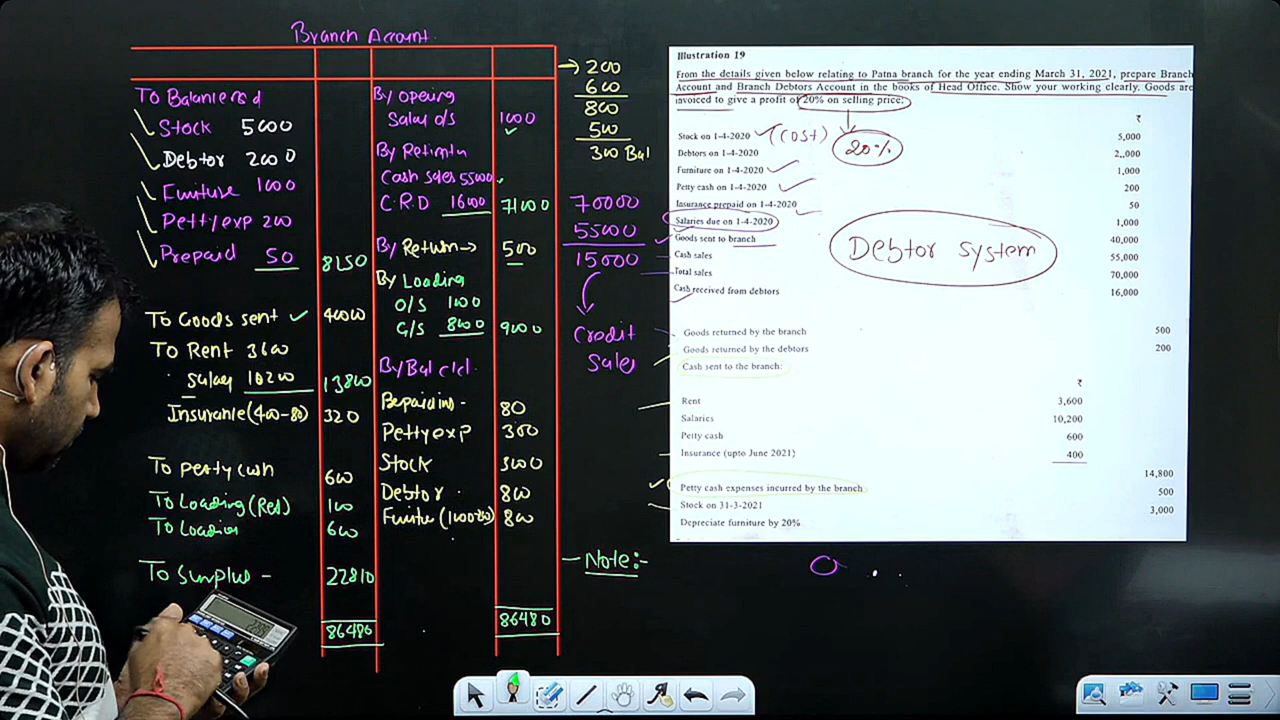 Branch Account
To Balance b d
Stock 5000
Debtor 2000
Furniture 1000
Petty exp 200
Prepaid 50 8250
To Goods sent ✓ 40000
To Rent 3600
Salary 10200 13800
Insurance (400-80) 320
To petty cash 600
To Loading (Ret) 100
To Loading 600
To Surplus - 22810
86480
By opening
Salary o/s 1000
By Remittan
Cash sales 55000
C.R.D 16000 71000
By Return → 500
By Loading
O/S 1000
G/S 8000 9000
By Bal c/d.
Prepaid ins - 80
Petty exp 300
Stock 3000
Debtor 800
Furnitur (1000-20) 800
86480
→ 200
600
800
500
300 Bal
70000
55000
15000
Credit
Sales
- Note:-
Illustration 19
From the details given below relating to Patna branch for the year ending March 31, 2021, prepare Branch
Account and Branch Debtors Account in the books of Head Office. Show your working clearly. Goods are
invoiced to give a profit of 20% on selling price:
₹
Stock on 1-4-2020 5,000
(COST) 20%
Debtors on 1-4-2020 2,,000
Furniture on 1-4-2020 1,000
Petty cash on 1-4-2020 200
Insurance prepaid on 1-4-2020 50
Salaries due on 1-4-2020 1,000
Goods sent to branch 40,000
Cash sales 55,000
Total sales 70,000
Cash received from debtors 16,000
Debtor system
Goods returned by the branch 500
Goods returned by the debtors 200
Cash sent to the branch:
₹
Rent 3,600
Salaries 10,200
Petty cash 600
Insurance (upto June 2021) 400
14,800
Petty cash expenses incurred by the branch 500
Stock on 31-3-2021 3,000
Depreciate furniture by 20%